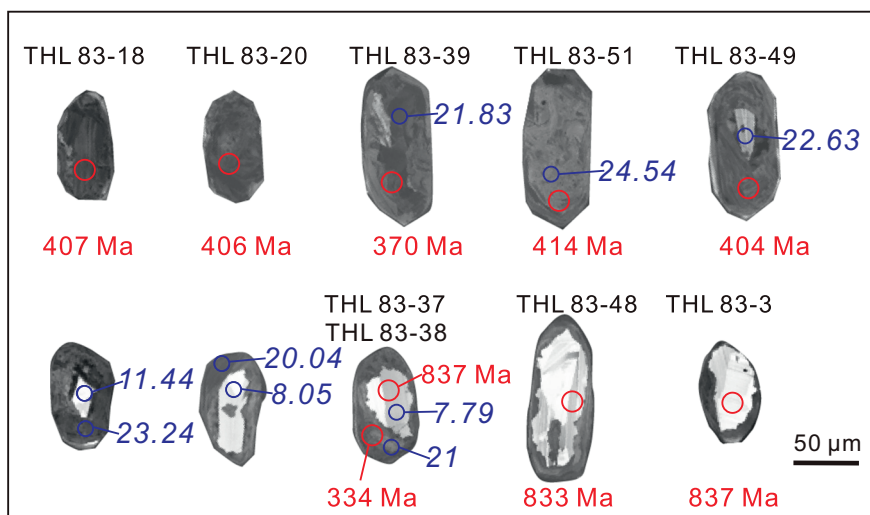 THL 83-18 THL 83-20 THL 83-39 THL 83-51 THL 83-49
21.83
22.63
24.54
407 Ma 406 Ma 370 Ma 414 Ma 404 Ma
THL 83-37 THL 83-48 THL 83-3
THL 83-38
20.04
11.44 8.05 837 Ma
7.79
23.24
21 50 μm
334 Ma 833 Ma 837 Ma